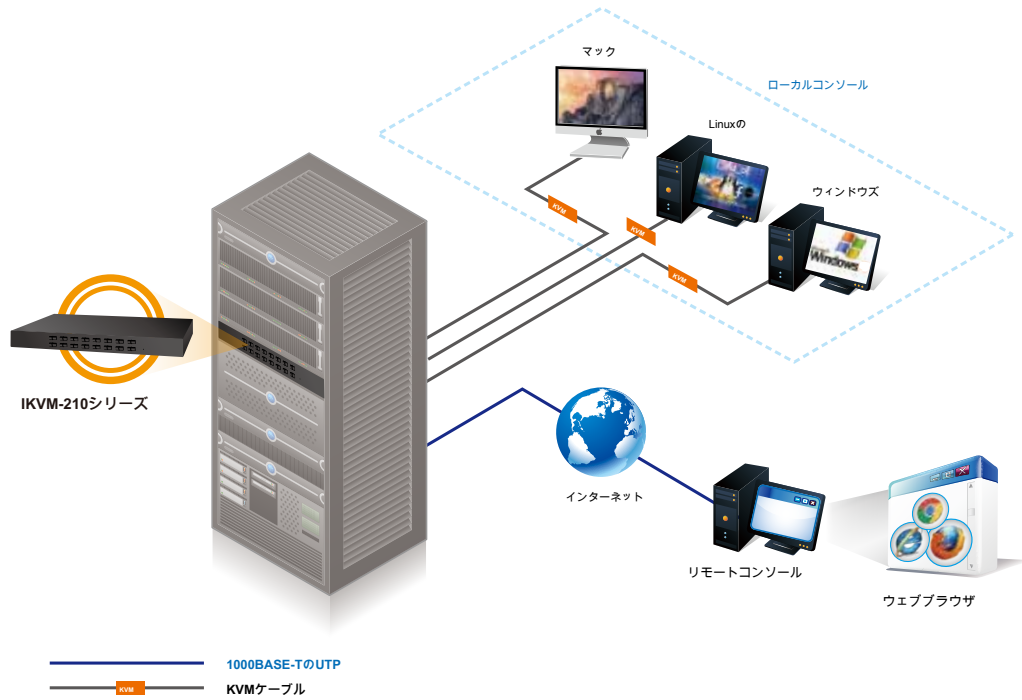 マック
ローカルコンソール
Linuxの
ウィンドウズ
KVM
KVM
KVM
Windows
IKVM-210シリーズ
インターネット
リモートコンソール
ウェブブラウザ
1000BASE-TのUTP
KVM
KVMケーブル